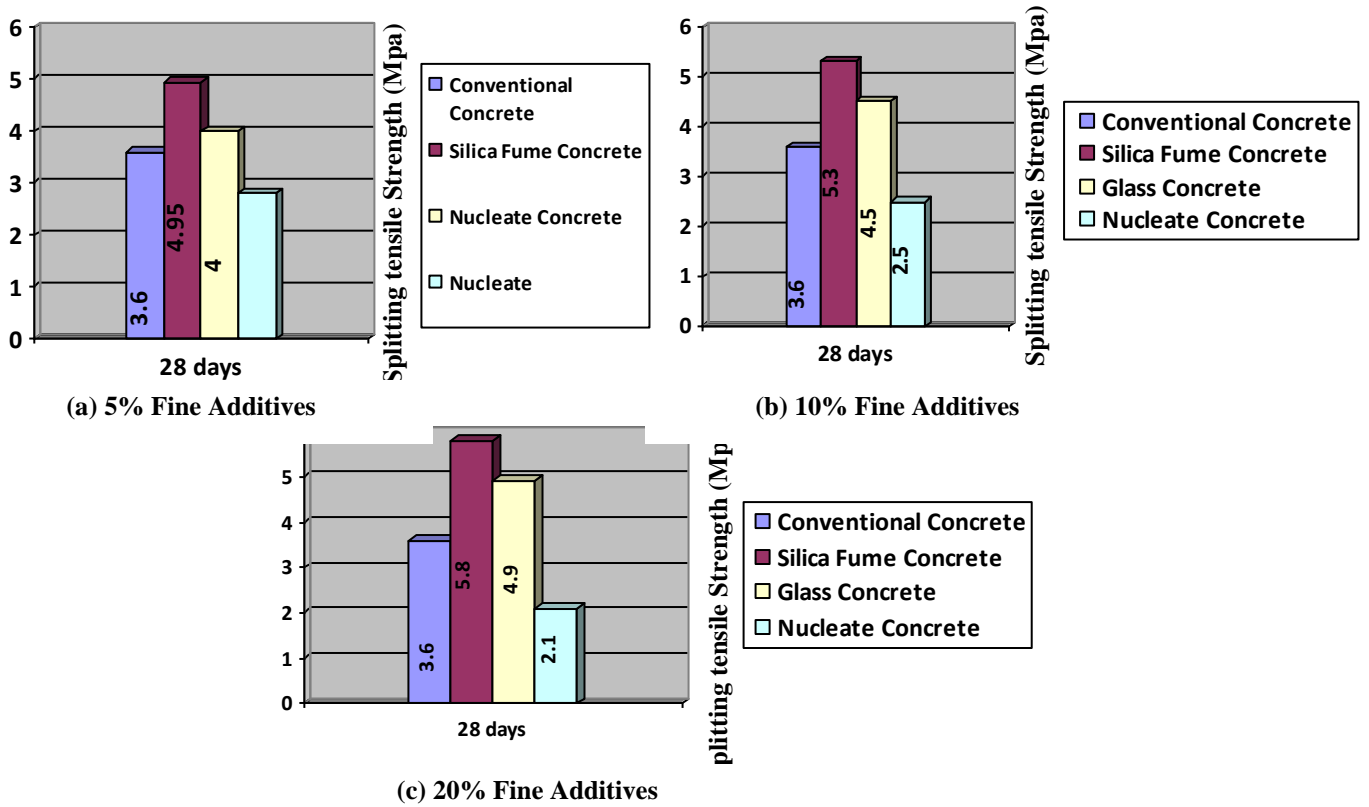 6
5
4
3
2
1
0
3.6
4.95
4
28 days
Splitting tensile Strength (Mpa)
Conventional
Concrete
Silica Fume Concrete
Nucleate Concrete
Nucleate
(a) 5% Fine Additives
6
5
4
3
2
1
0
3.6
5.3
4.5
2.5
28 days
Splitting tensile Strength (Mpa)
Conventional Concrete
Silica Fume Concrete
Glass Concrete
Nucleate Concrete
(b) 10% Fine Additives
5
4
3
2
1
0
3.6
5.8
4.9
2.1
28 days
plitting tensile Strength (Mp
Conventional Concrete
Silica Fume Concrete
Glass Concrete
Nucleate Concrete
(c) 20% Fine Additives